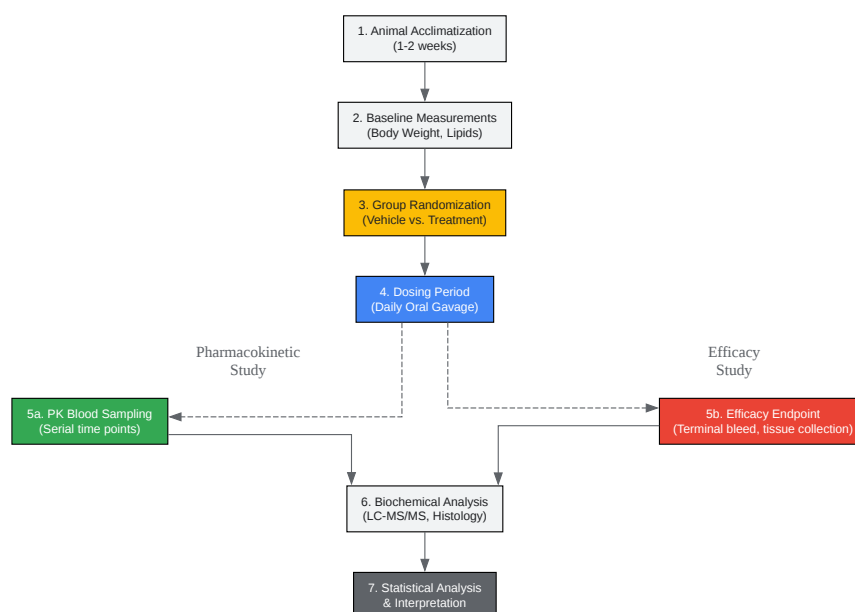 1. Animal Acclimatization
(1-2 weeks)
2. Baseline Measurements
(Body Weight, Lipids)
3. Group Randomization
(Vehicle vs. Treatment)
4. Dosing Period
(Daily Oral Gavage)
Pharmacokinetic
Study
Efficacy
Study
5a. PK Blood Sampling
(Serial time points)
5b. Efficacy Endpoint
(Terminal bleed, tissue collection)
6. Biochemical Analysis
(LC-MS/MS, Histology)
7. Statistical Analysis
& Interpretation